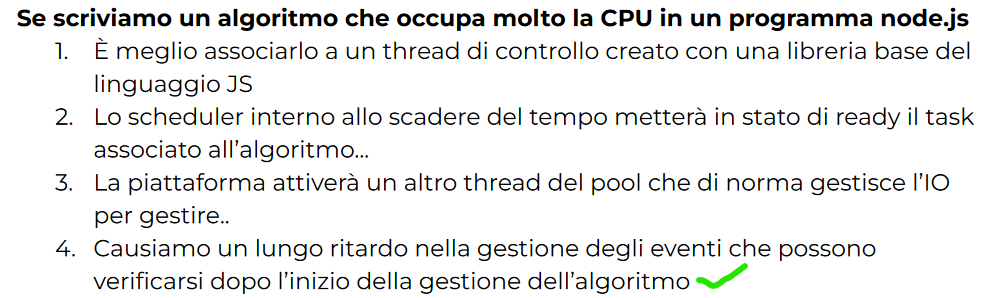 Se scriviamo un algoritmo che occupa molto la CPU in un programma node.js
1. È meglio associarlo a un thread di controllo creato con una libreria base del
linguaggio JS
2. Lo scheduler interno allo scadere del tempo metterà in stato di ready il task
associato all’algoritmo...
3. La piattaforma attiverà un altro thread del pool che di norma gestisce l’IO
per gestire..
4. Causiamo un lungo ritardo nella gestione degli eventi che possono
verificarsi dopo l’inizio della gestione dell’algoritmo